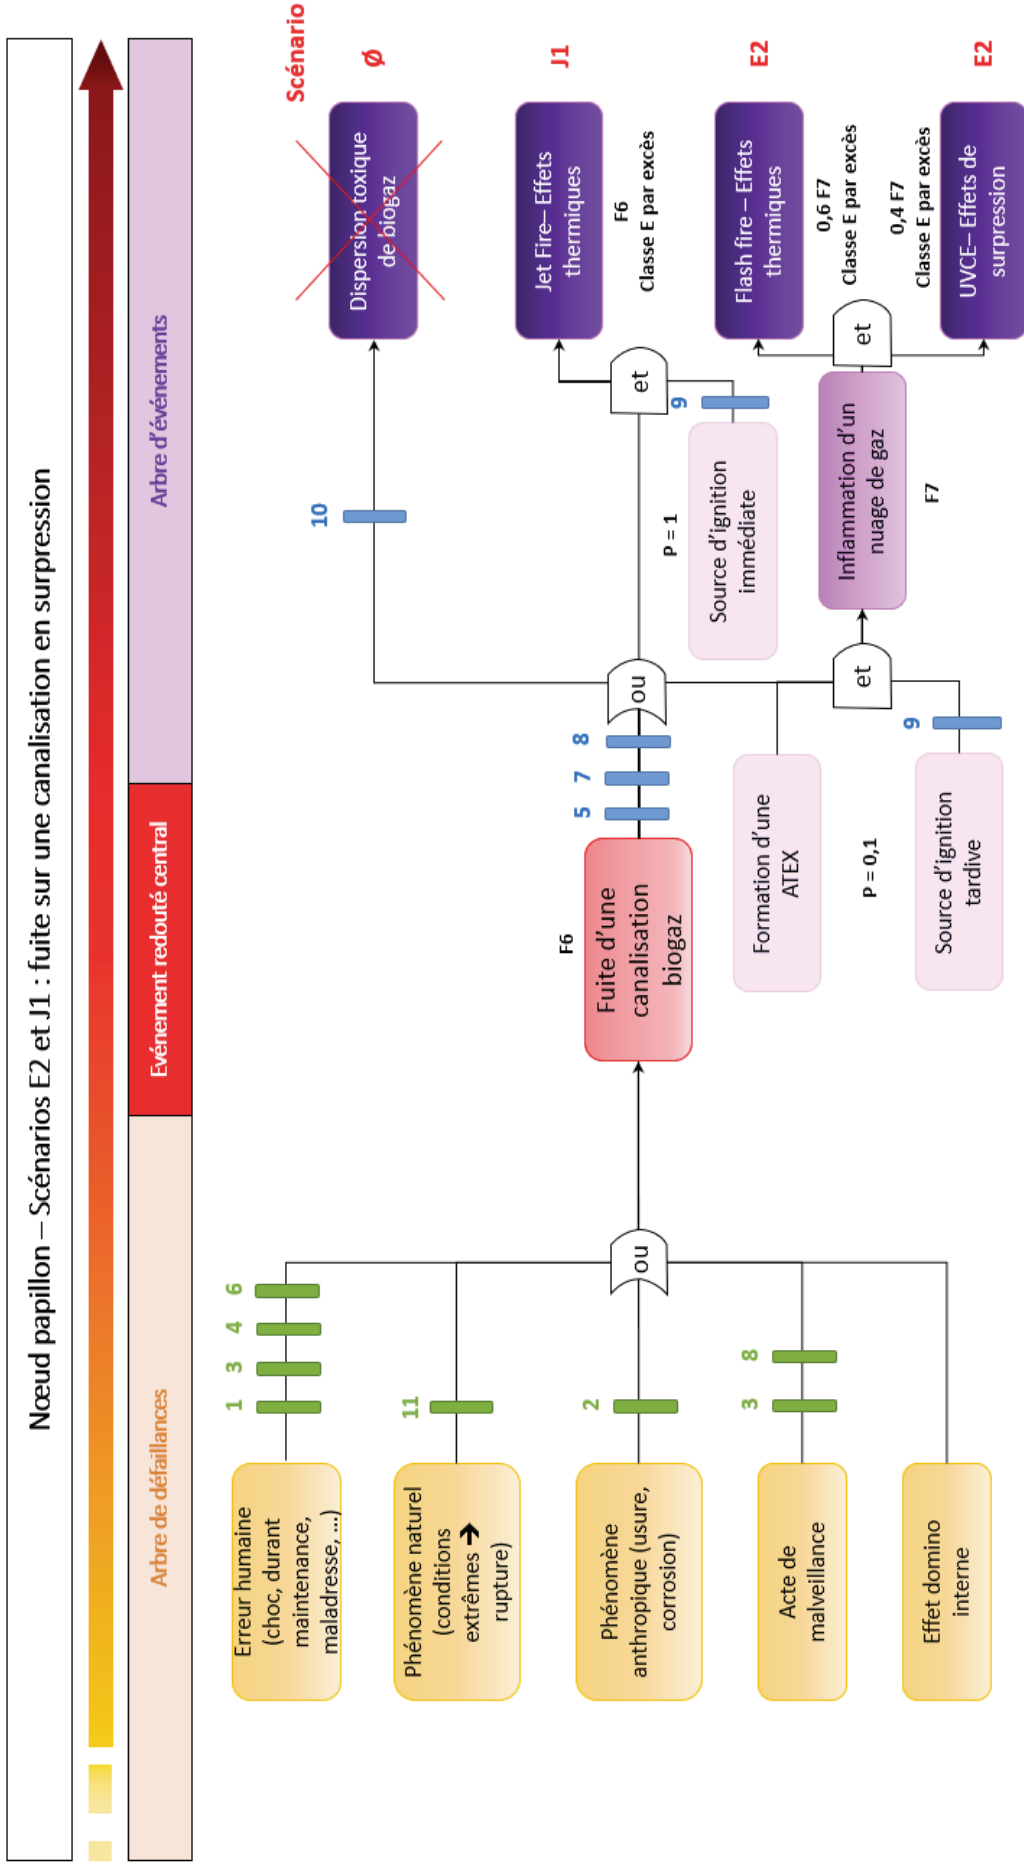 Nœud papillon – Scénarios E2 et J1 : fuite sur une canalisation en surpression
Arbre de défaillances
Evénement redouté central
Arbre d'événements
Scénario
Erreur humaine
(choc, durant
maintenance,
maladresse, ...)
1
3
4
6
Phénomène naturel
(conditions
extrêmes ➔
rupture)
11
Phénomène
anthropique (usure,
corrosion)
2
Acte de
malveillance
3
8
Effet domino
interne
ou
F6
Fuite d'une
canalisation
biogaz
5
7
8
ou
Formation d'une
ATEX
P = 0,1
Source d'ignition
tardive
9
et
10
P = 1
Source d'ignition
immédiate
9
et
Inflammation d'un
nuage de gaz
F7
et
Dispersion toxique
de biogaz
Ø
Jet Fire– Effets
thermiques
J1
F6
Classe E par excès
Flash fire – Effets
thermiques
E2
0,6 F7
Classe E par excès
0,4 F7
Classe E par excès
UVCE– Effets de
surpression
E2